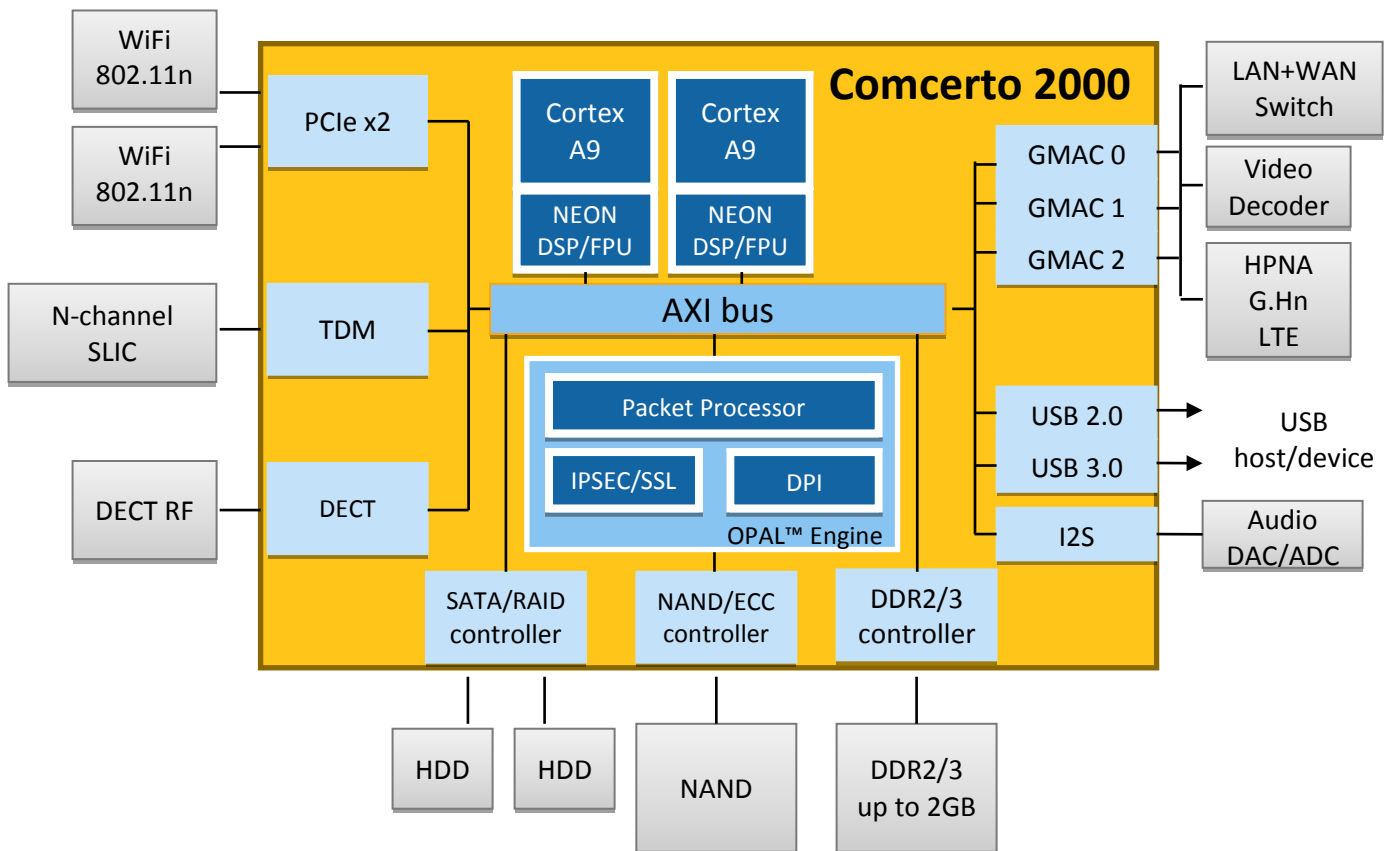 WiFi
802.11n
WiFi
802.11n
N-channel
SLIC
DECT RF
Comcerto 2000
PCIe x2
TDM
DECT
Cortex
A9
NEON
DSP/FPU
Cortex
A9
NEON
DSP/FPU
AXI bus
Packet Processor
IPSEC/SSL
DPI
OPAL™ Engine
SATA/RAID
controller
NAND/ECC
controller
DDR2/3
controller
GMAC 0
GMAC 1
GMAC 2
USB 2.0
USB 3.0
I2S
LAN+WAN
Switch
Video
Decoder
HPNA
G.Hn
LTE
USB
host/device
Audio
DAC/ADC
HDD
HDD
NAND
DDR2/3
up to 2GB